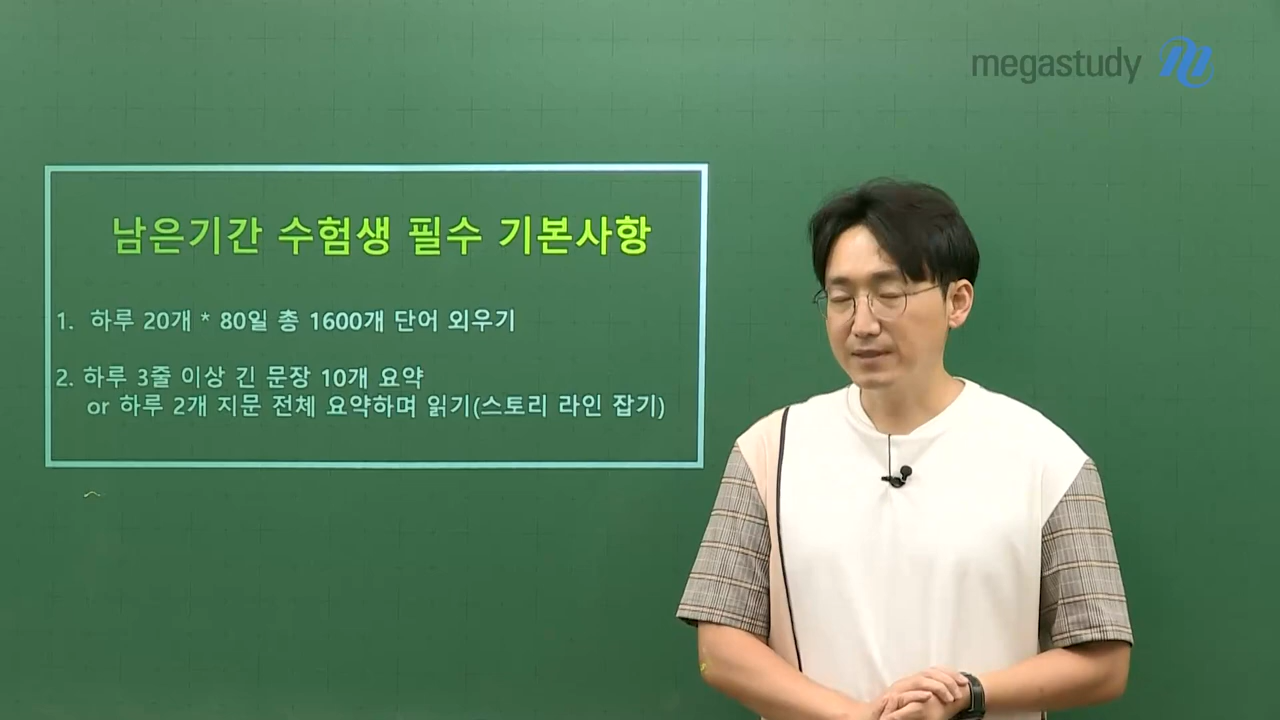 megastudy
남은기간 수험생 필수 기본사항
1. 하루 20개 * 80일 총 1600개 단어 외우기
2. 하루 3줄 이상 긴 문장 10개 요약
or 하루 2개 지문 전체 요약하며 읽기(스토리 라인 잡기)